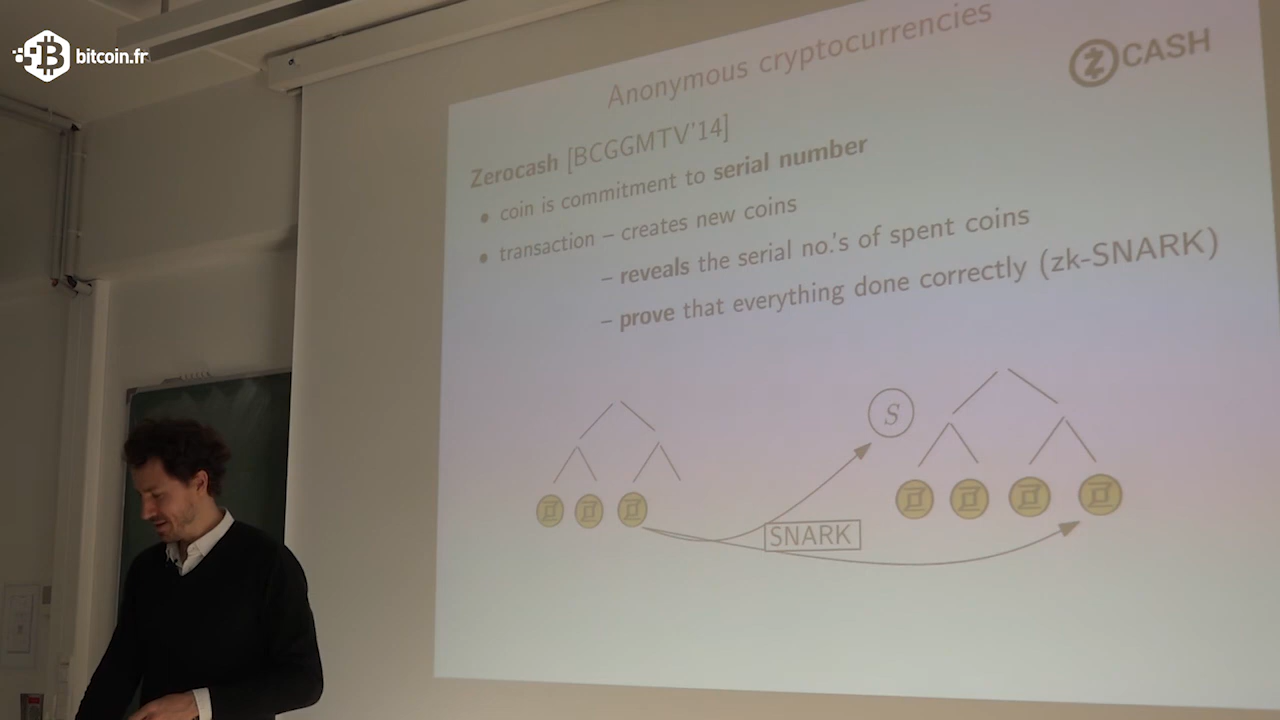 bitcoin.fr
Anonymous cryptocurrencies
ZCASH
Zerocash [BCGGMTV'14]
• coin is commitment to serial number
• transaction – creates new coins
– reveals the serial no.'s of spent coins
– prove that everything done correctly (zk-SNARK)
S
SNARK